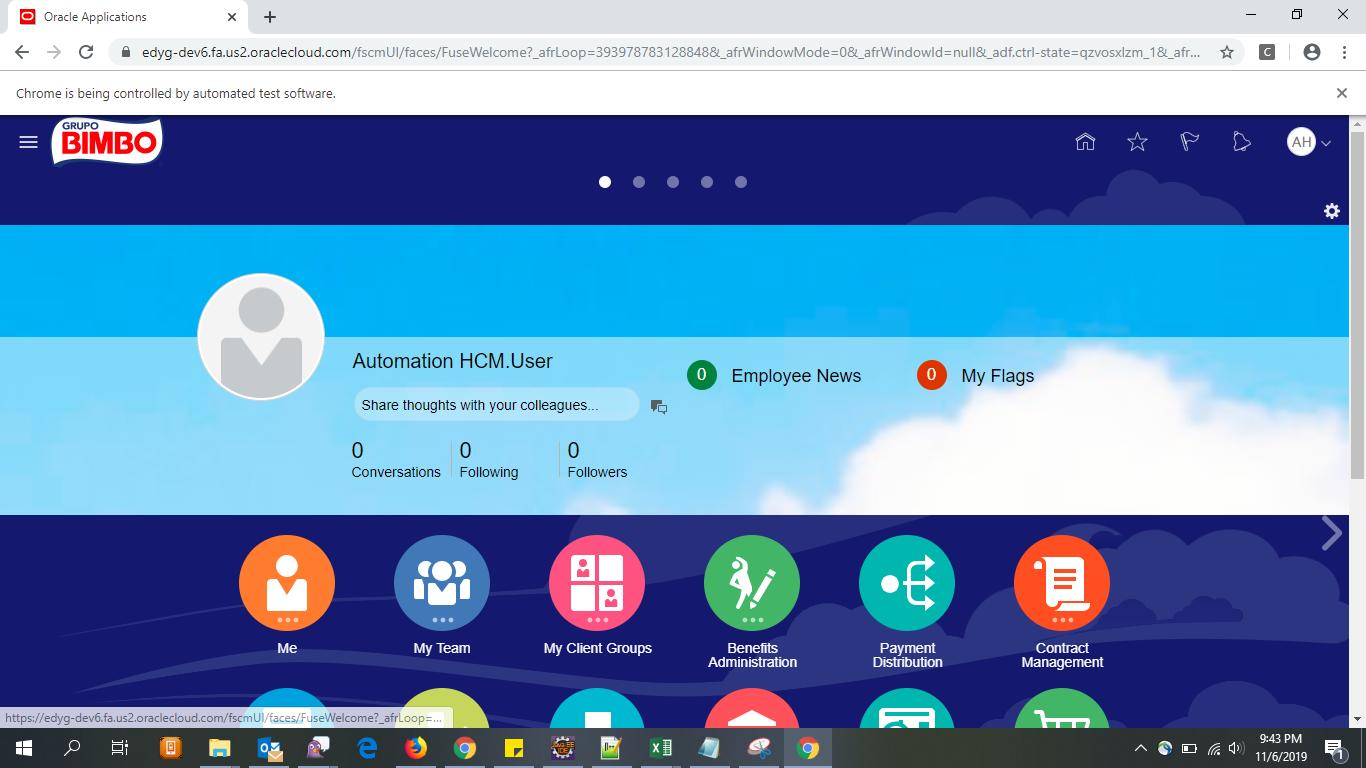 Oracle Applications
edyg-dev6.fa.us2.oraclecloud.com/fscmUI/faces/FuseWelcome?_afrLoop=393978783128848&_afrWindowMode=0&_afrWindowId=null&_adf.ctrl-state=qzvosxlzm_1&_afr...
C
Chrome is being controlled by automated test software.
GRUPO
BIMBO
AH
Automation HCM.User
0 Employee News
0 My Flags
Share thoughts with your colleagues...
0 0 0
Conversations Following Followers
Me
My Team
My Client Groups
Benefits
Administration
Payment
Distribution
Contract
Management
https://edyg-dev6.fa.us2.oraclecloud.com/fscmUI/faces/FuseWelcome?_afrLoop=...
9:43 PM
11/6/2019
1